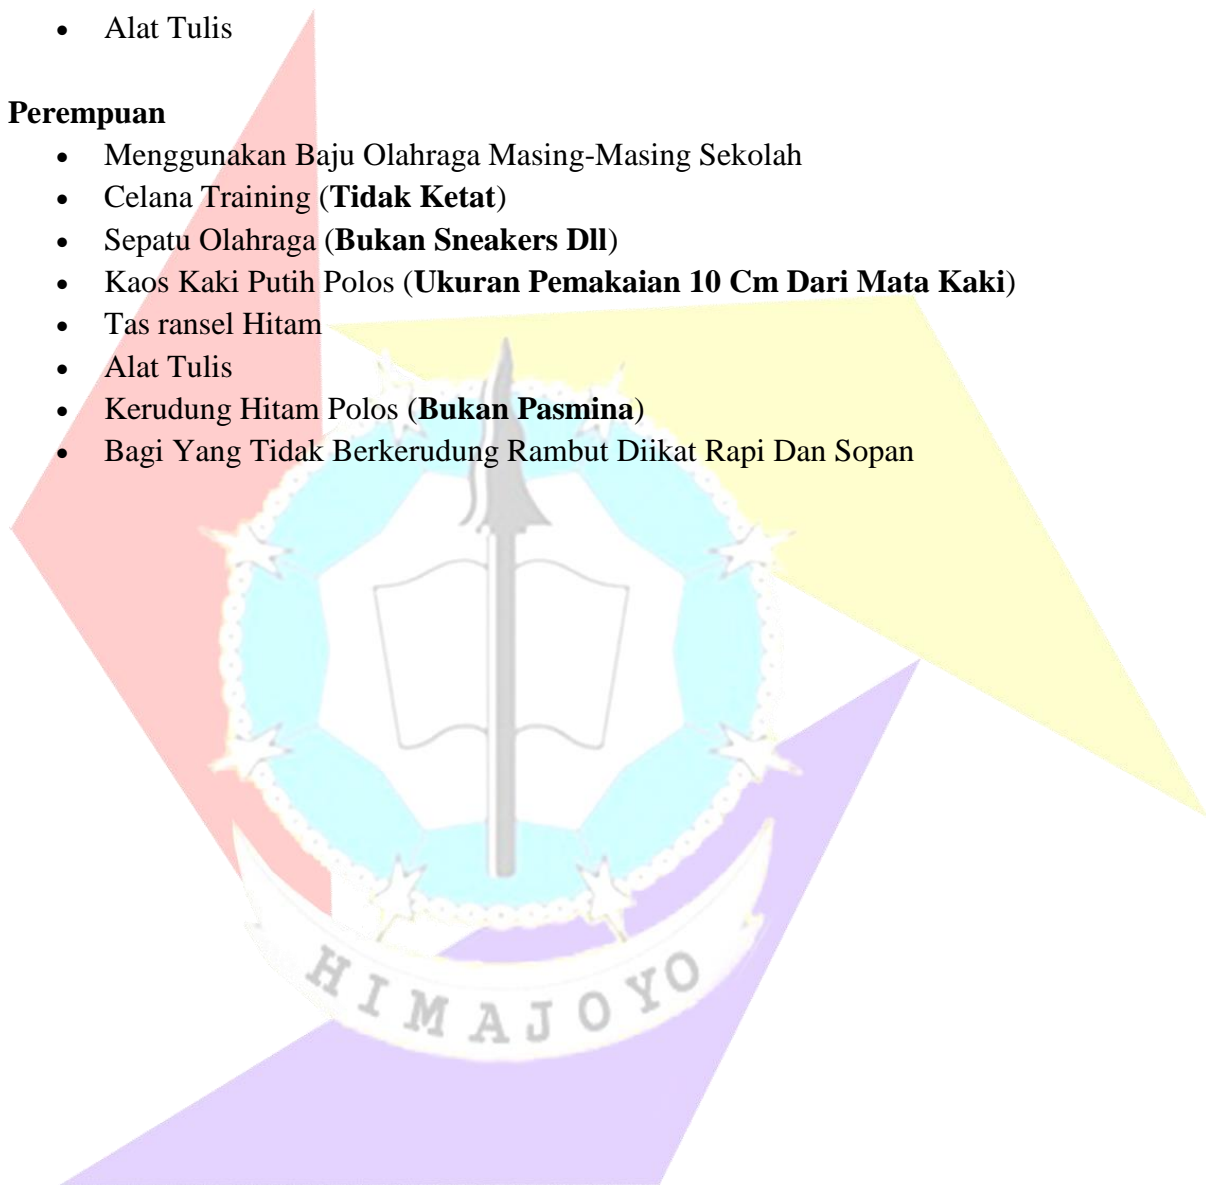 • Alat Tulis
Perempuan
• Menggunakan Baju Olahraga Masing-Masing Sekolah
• Celana Training (Tidak Ketat)
• Sepatu Olahraga (Bukan Sneakers Dll)
• Kaos Kaki Putih Polos (Ukuran Pemakaian 10 Cm Dari Mata Kaki)
• Tas ransel Hitam
• Alat Tulis
• Kerudung Hitam Polos (Bukan Pasmina)
• Bagi Yang Tidak Berkerudung Rambut Diikat Rapi Dan Sopan
HIMAJOYO